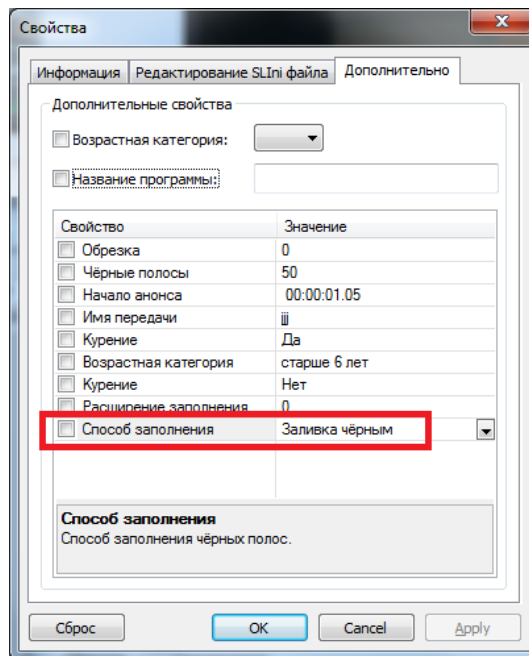 Свойства
Информация Редактирование SLIni файла Дополнительно
Дополнительные свойства
Возрастная категория:
Название программы:
Свойство Значение
Обрезка 0
Чёрные полосы 50
Начало анонса 00:00:01.05
Имя передачи jjj
Курение Да
Возрастная категория старше 6 лет
Курение Нет
Расширение заполнения 0
Способ заполнения Заливка чёрным
Способ заполнения
Способ заполнения чёрных полос.
Сброс OK Cancel Apply